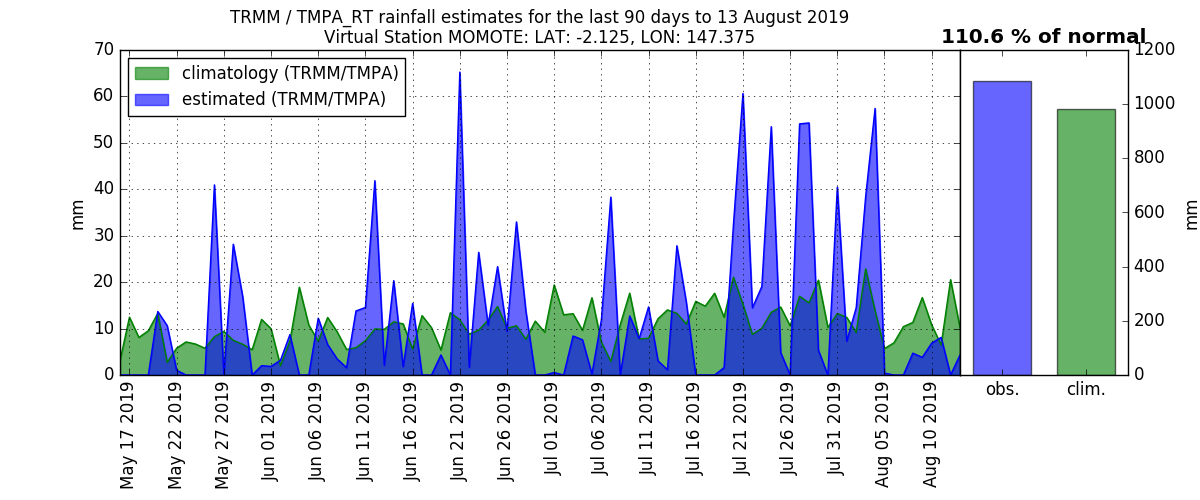 TRMM / TMPA_RT rainfall estimates for the last 90 days to 13 August 2019
Virtual Station MOMOTE: LAT: -2.125, LON: 147.375
110.6 % of normal
climatology (TRMM/TMPA)
estimated (TRMM/TMPA)
mm
70
60
50
40
30
20
10
0
May 17 2019
May 22 2019
May 27 2019
Jun 01 2019
Jun 06 2019
Jun 11 2019
Jun 16 2019
Jun 21 2019
Jun 26 2019
Jul 01 2019
Jul 06 2019
Jul 11 2019
Jul 16 2019
Jul 21 2019
Jul 26 2019
Jul 31 2019
Aug 05 2019
Aug 10 2019
obs.
clim.
1200
1000
800
600
400
200
0
mm